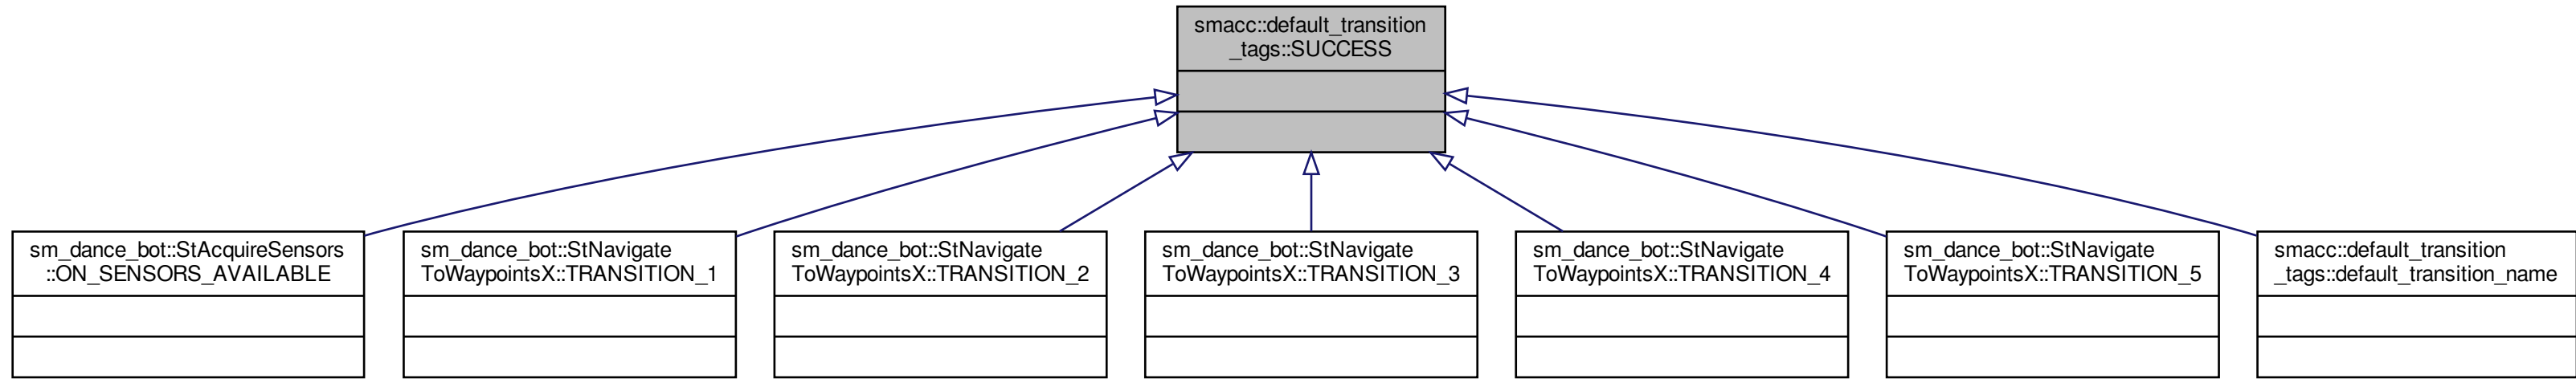 smacc::default_transition
_tags::SUCCESS
sm_dance_bot::StAcquireSensors
::ON_SENSORS_AVAILABLE
sm_dance_bot::StNavigate
ToWaypointsX::TRANSITION_1
sm_dance_bot::StNavigate
ToWaypointsX::TRANSITION_2
sm_dance_bot::StNavigate
ToWaypointsX::TRANSITION_3
sm_dance_bot::StNavigate
ToWaypointsX::TRANSITION_4
sm_dance_bot::StNavigate
ToWaypointsX::TRANSITION_5
smacc::default_transition
_tags::default_transition_name